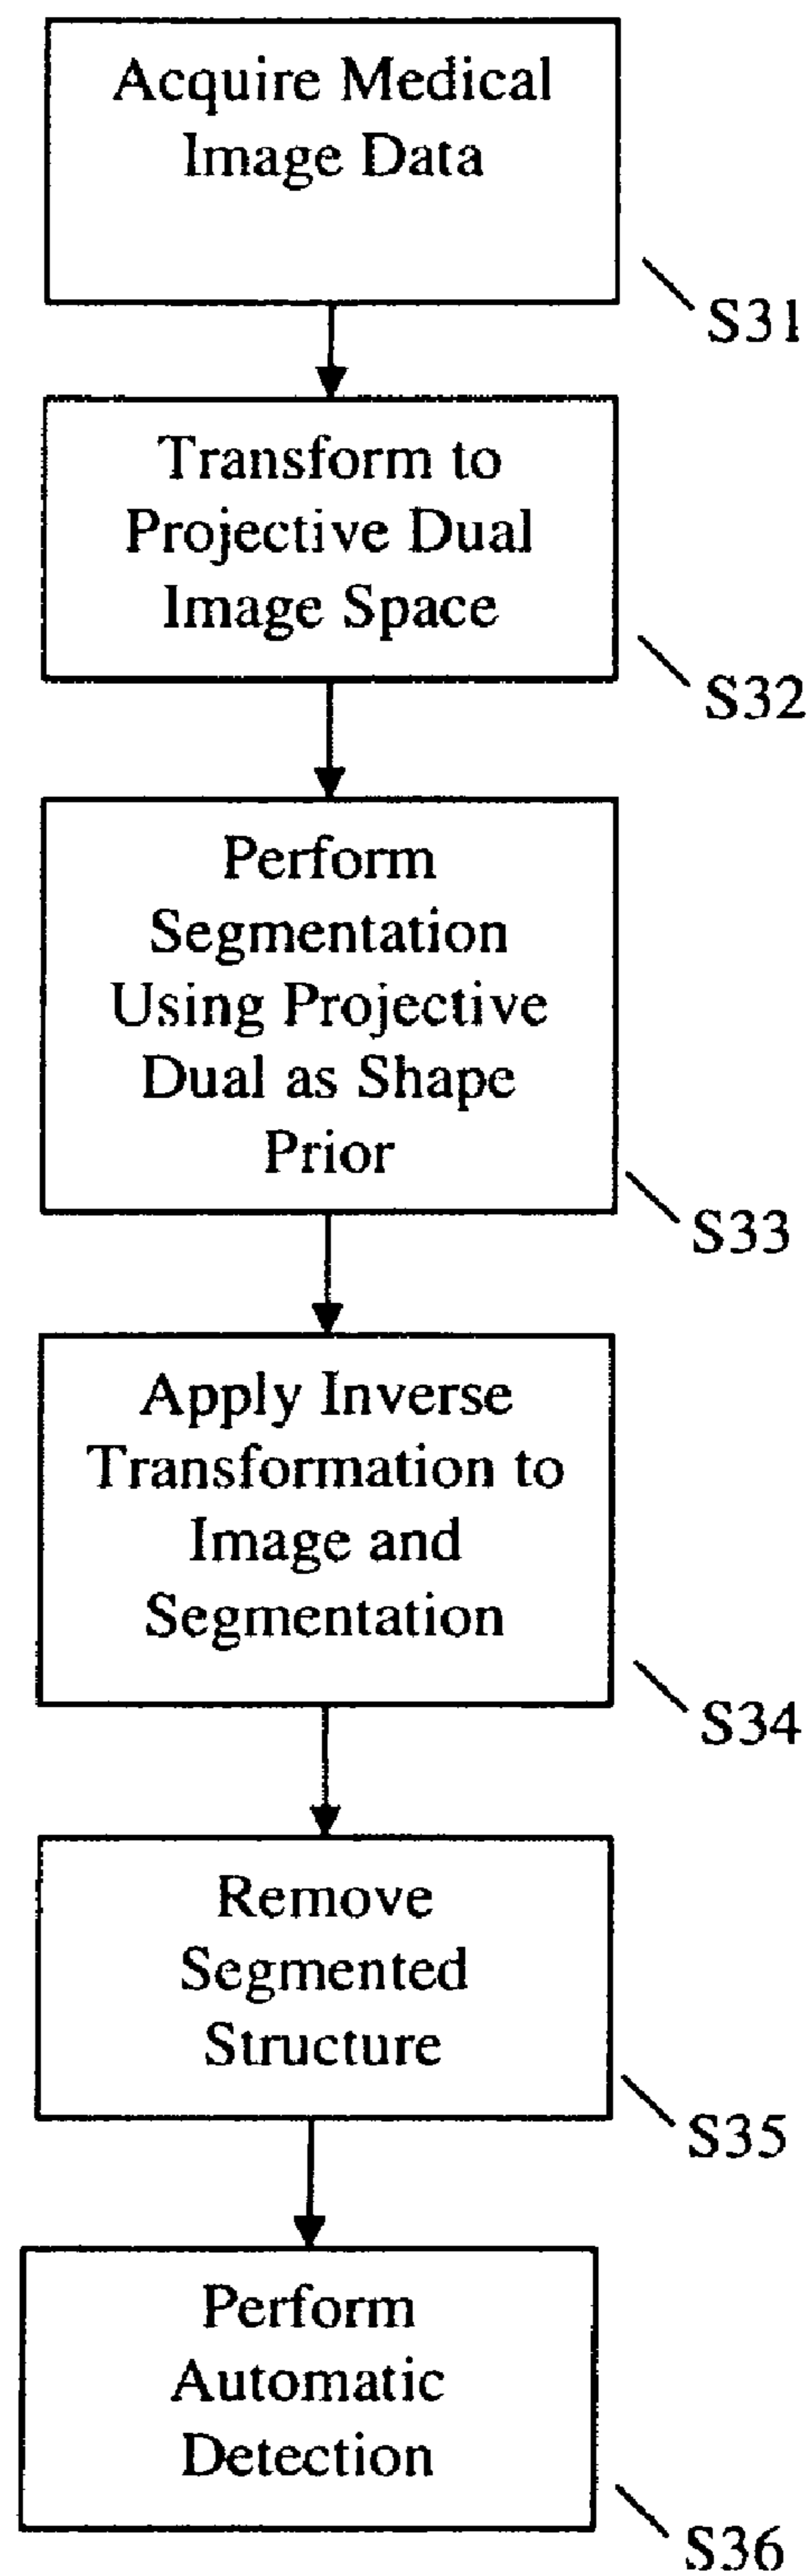 Acquire Medical
Image Data
S31
Transform to
Projective Dual
Image Space
S32
Perform
Segmentation
Using Projective
Dual as Shape
Prior
S33
Apply Inverse
Transformation to
Image and
Segmentation
S34
Remove
Segmented
Structure
S35
Perform
Automatic
Detection
S36